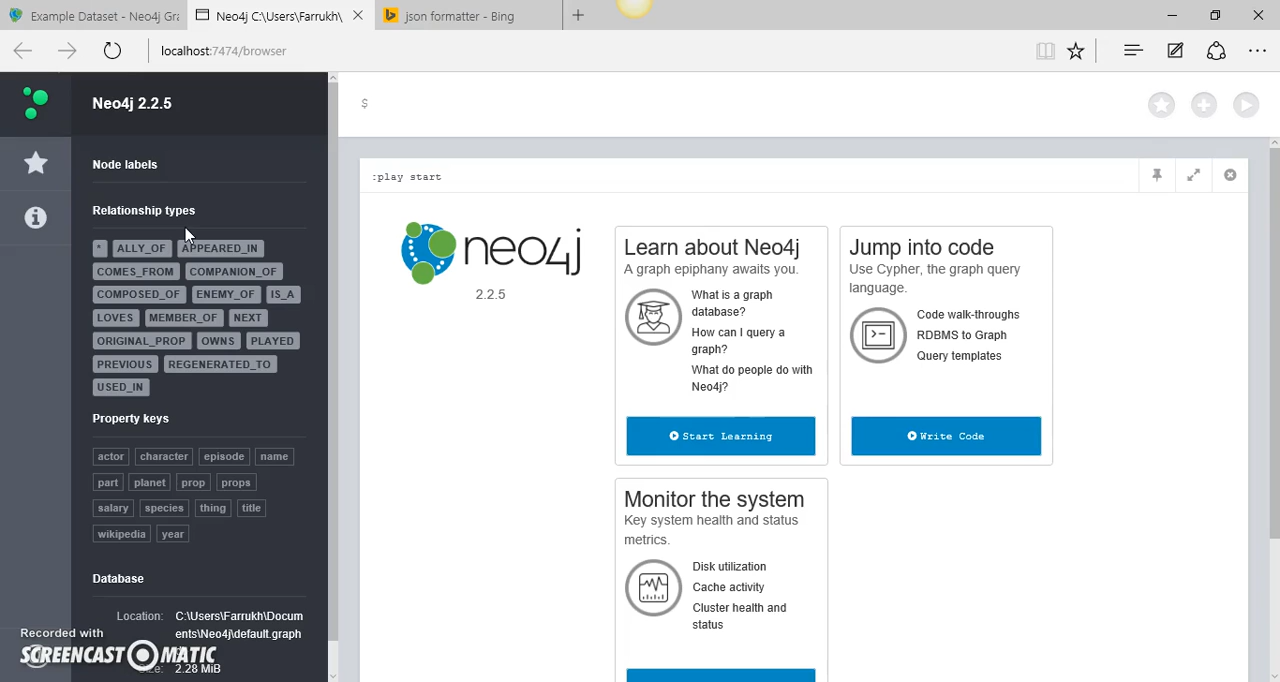 Example Dataset - Neo4j Gra
Neo4j C:\Users\Farrukh\
json formatter - Bing
localhost:7474/browser
Neo4j 2.2.5
$
Node labels
:play start
Relationship types
* ALLY_OF APPEARED_IN
COMES_FROM COMPANION_OF
COMPOSED_OF ENEMY_OF IS_A
LOVES MEMBER_OF NEXT
ORIGINAL_PROP OWNS PLAYED
PREVIOUS REGENERATED_TO
USED_IN
Property keys
actor character episode name
part planet prop props
salary species thing title
wikipedia year
Database
Location: C:\Users\Farrukh\Docum
ents\Neo4j\default.graph
Size: 2.28 MiB
Recorded with
SCREENCAST MATIC
neo4j
2.2.5
Learn about Neo4j
A graph epiphany awaits you.
What is a graph
database?
How can I query a
graph?
What do people do with
Neo4j?
Start Learning
Jump into code
Use Cypher, the graph query
language.
Code walk-throughs
RDBMS to Graph
Query templates
Write Code
Monitor the system
Key system health and status
metrics.
Disk utilization
Cache activity
Cluster health and
status